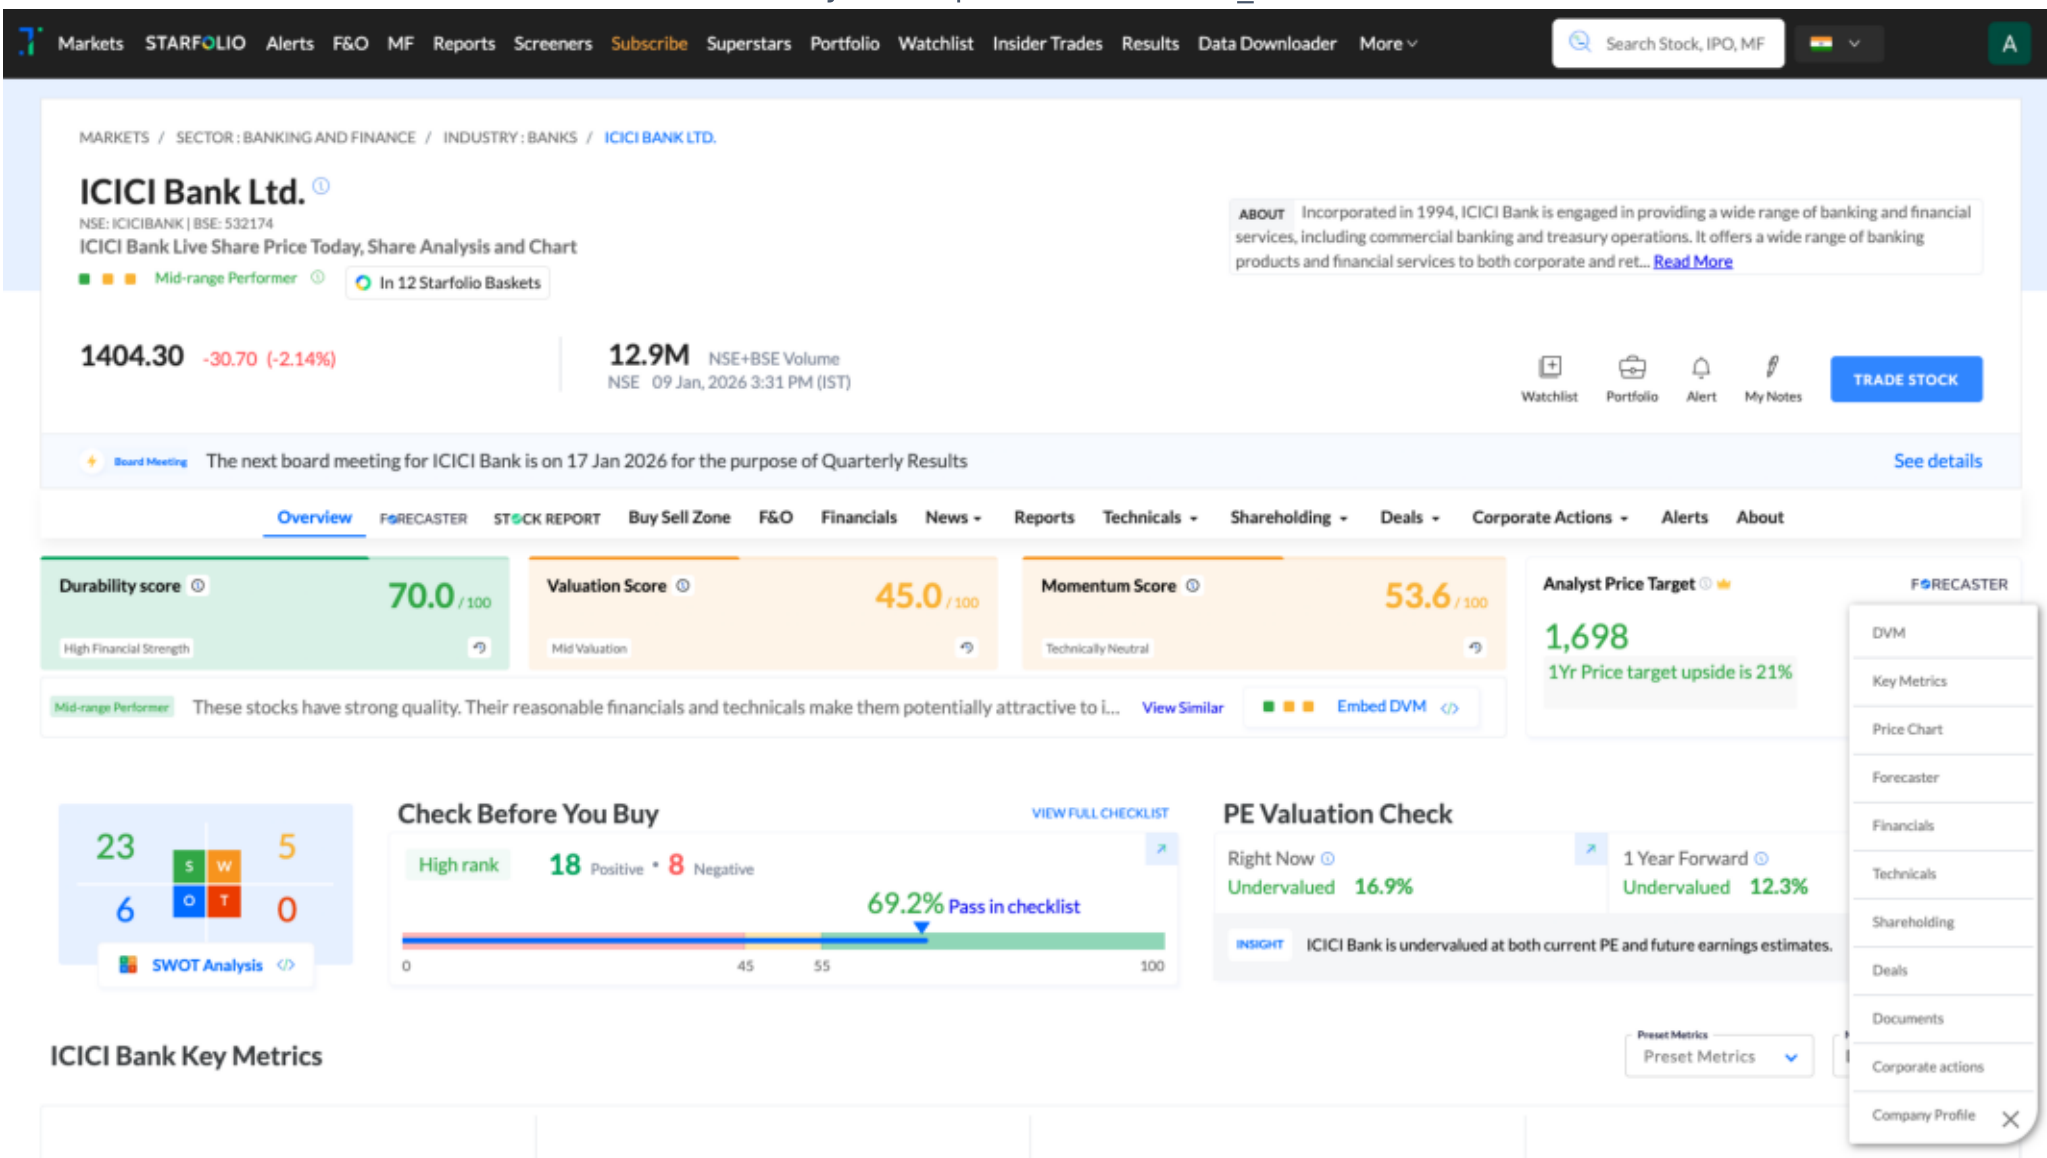 Markets STARFOLIO Alerts F&O MF Reports Screeners Subscribe Superstars Portfolio Watchlist Insider Trades Results Data Downloader More Search Stock, IPO, MF A
MARKETS / SECTOR : BANKING AND FINANCE / INDUSTRY : BANKS / ICICI BANK LTD.
ICICI Bank Ltd.
NSE: ICICIBANK | BSE: 532174
ICICI Bank Live Share Price Today, Share Analysis and Chart
Mid-range Performer In 12 Starfolio Baskets
ABOUT Incorporated in 1994, ICICI Bank is engaged in providing a wide range of banking and financial
services, including commercial banking and treasury operations. It offers a wide range of banking
products and financial services to both corporate and ret... Read More
1404.30 -30.70 (-2.14%)
12.9M NSE+BSE Volume
NSE 09 Jan, 2026 3:31 PM (IST)
Watchlist Portfolio Alert My Notes TRADE STOCK
Board Meeting The next board meeting for ICICI Bank is on 17 Jan 2026 for the purpose of Quarterly Results See details
Overview FORECASTER STOCK REPORT Buy Sell Zone F&O Financials News Reports Technicals Shareholding Deals Corporate Actions Alerts About
Durability score 70.0 / 100
High Financial Strength
Valuation Score 45.0 / 100
Mid Valuation
Momentum Score 53.6 / 100
Technically Neutral
Analyst Price Target FORECASTER
1,698
1Yr Price target upside is 21%
Mid-range Performer These stocks have strong quality. Their reasonable financials and technicals make them potentially attractive to i... View Similar Embed DVM </>
23 S W 5
6 O T 0
SWOT Analysis </>
Check Before You Buy VIEW FULL CHECKLIST
High rank 18 Positive • 8 Negative
69.2% Pass in checklist
0 45 55 100
PE Valuation Check
Right Now
Undervalued 16.9%
1 Year Forward
Undervalued 12.3%
INSIGHT ICICI Bank is undervalued at both current PE and future earnings estimates.
DVM
Key Metrics
Price Chart
Forecaster
Financials
Technicals
Shareholding
Deals
Documents
Corporate actions
Company Profile
ICICI Bank Key Metrics
Preset Metrics
Preset Metrics